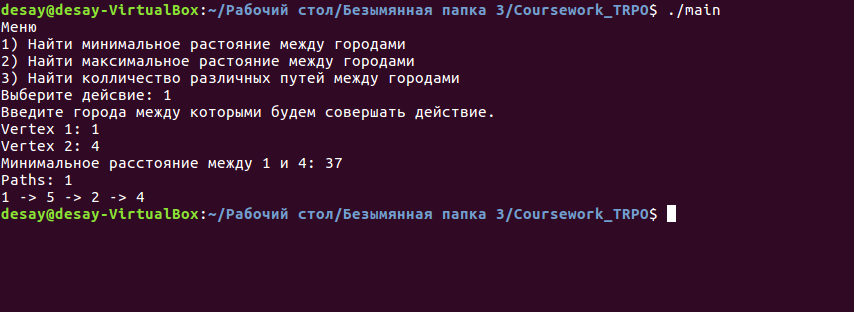 desay@desay-VirtualBox:~/Рабочий стол/Безымянная папка 3/Coursework_TRPO$ ./main
Меню
1) Найти минимальное растояние между городами
2) Найти максимальное растояние между городами
3) Найти колличество различных путей между городами
Выберите дейсвие: 1
Введите города между которыми будем совершать действие.
Vertex 1: 1
Vertex 2: 4
Минимальное расстояние между 1 и 4: 37
Paths: 1
1 -> 5 -> 2 -> 4
desay@desay-VirtualBox:~/Рабочий стол/Безымянная папка 3/Coursework_TRPO$